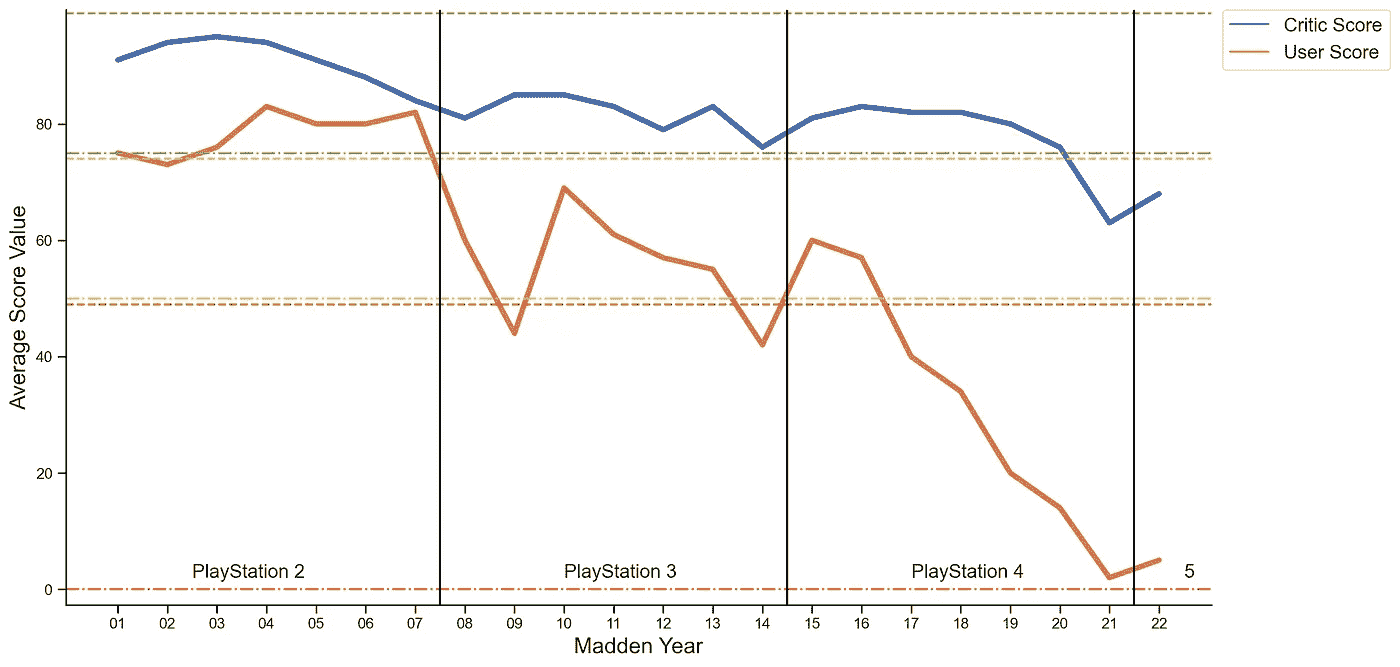 Critic Score
User Score
80
60
40
20
0
Average Score Value
PlayStation 2
PlayStation 3
PlayStation 4
5
01 02 03 04 05 06 07 08 09 10 11 12 13 14 15 16 17 18 19 20 21 22
Madden Year